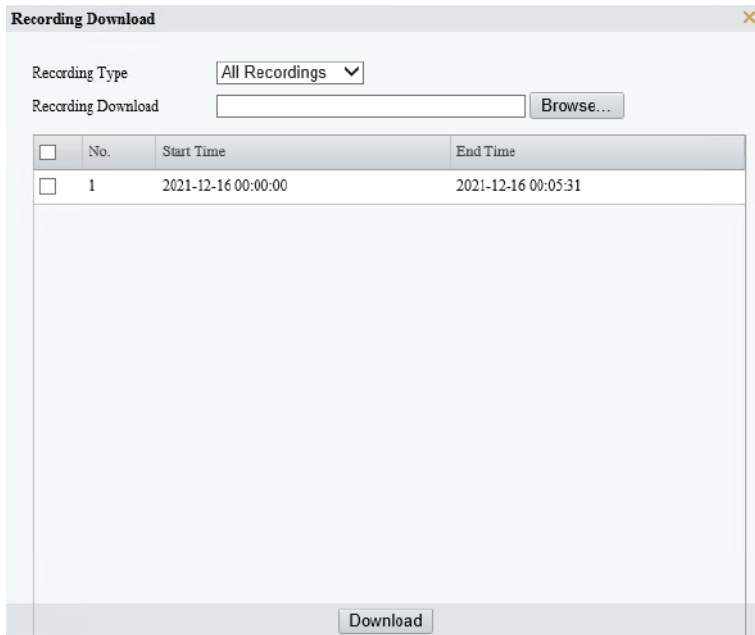 Recording Download
Recording Type All Recordings
Recording Download Browse...
No. Start Time End Time
1 2021-12-16 00:00:00 2021-12-16 00:05:31
Download